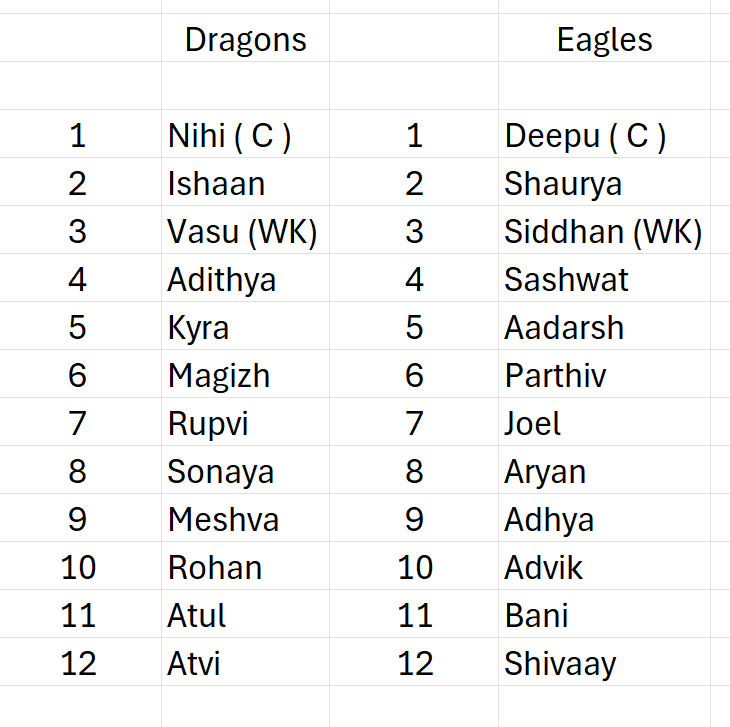 Dragons Eagles
1 Nihi ( C ) 1 Deepu ( C )
2 Ishaan 2 Shaurya
3 Vasu (WK) 3 Siddhan (WK)
4 Adithya 4 Sashwat
5 Kyra 5 Aadarsh
6 Magizh 6 Parthiv
7 Rupvi 7 Joel
8 Sonaya 8 Aryan
9 Meshva 9 Adhya
10 Rohan 10 Advik
11 Atul 11 Bani
12 Atvi 12 Shivaay